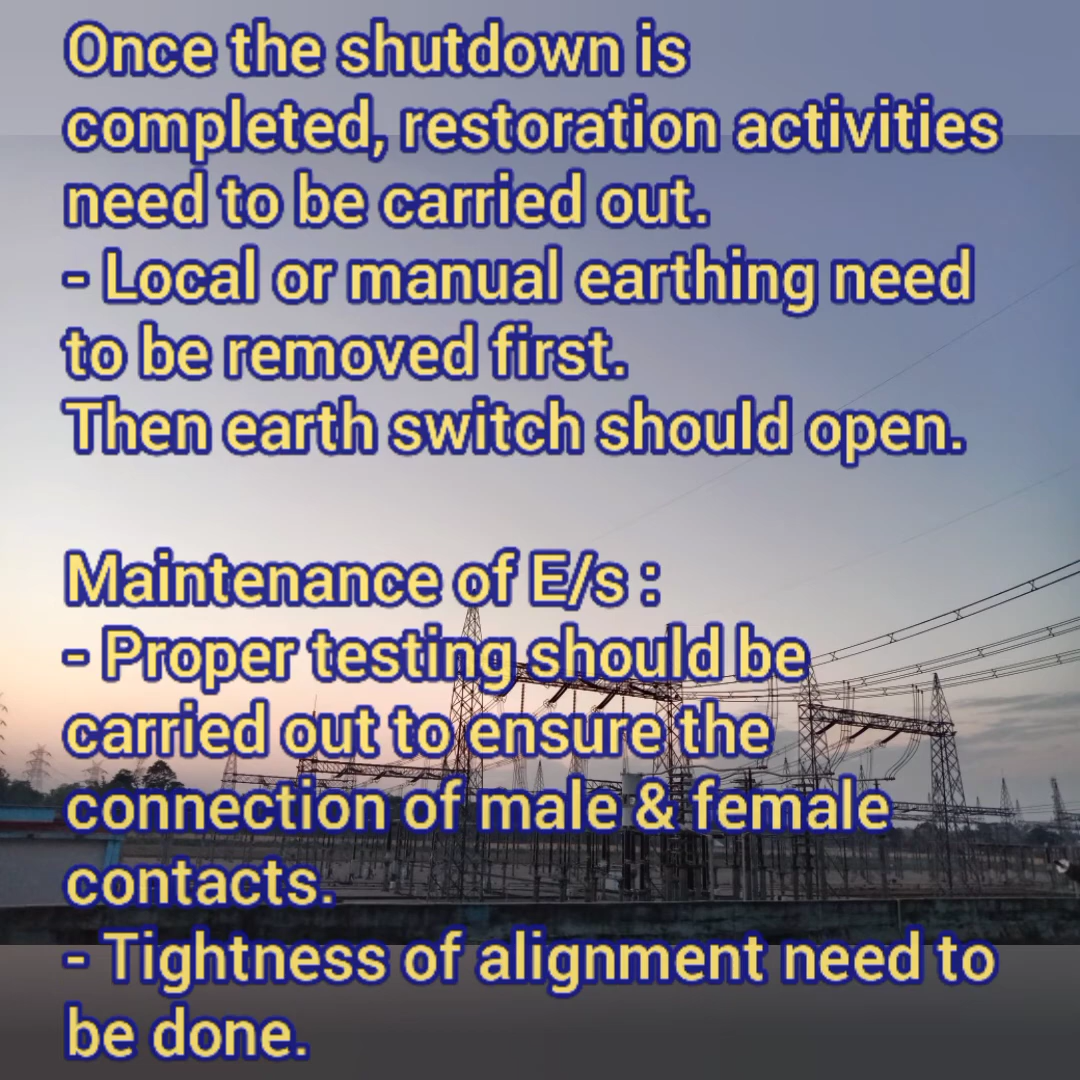 Once the shutdown is
completed, restoration activities
need to be carried out.
- Local or manual earthing need
to be removed first.
Then earth switch should open.
Maintenance of E/s :
- Proper testing should be
carried out to ensure the
connection of male & female
contacts.
- Tightness of alignment need to
be done.